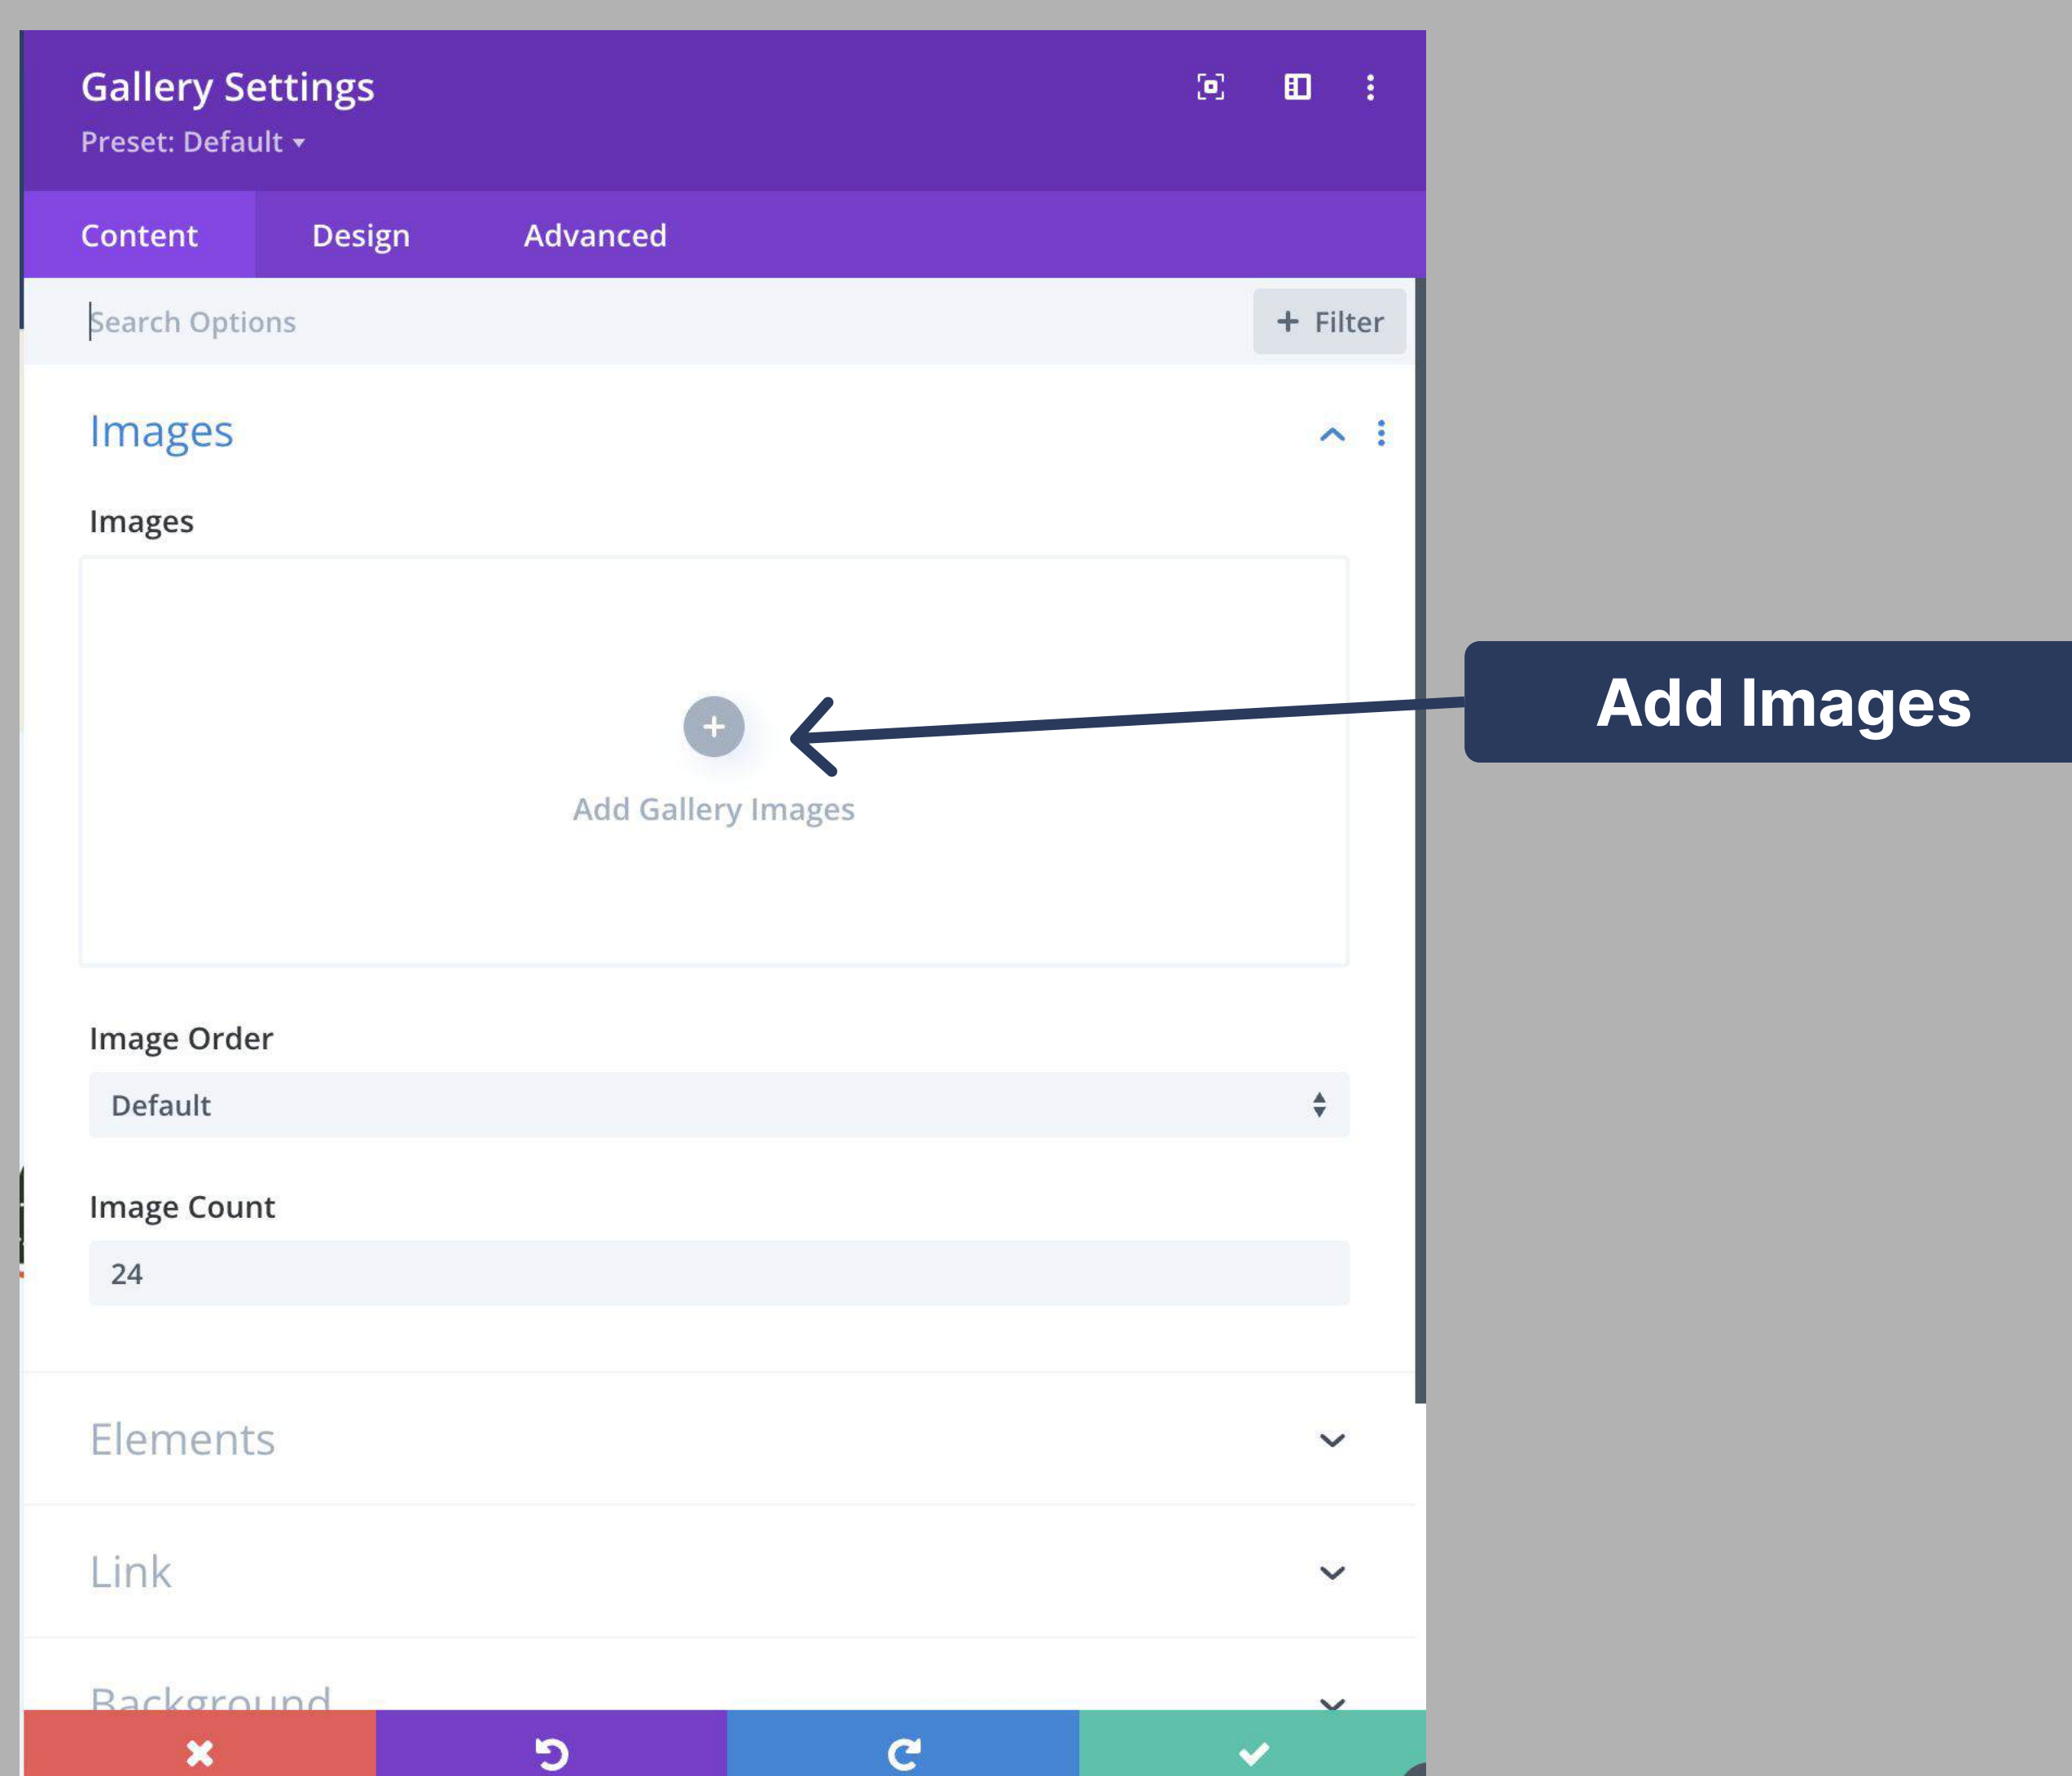 Gallery Settings
Preset: Default
Content Design Advanced
Search Options
+ Filter
Images
Images
Add Images
Add Gallery Images
Image Order
Default
Image Count
24
Elements
Link
Background